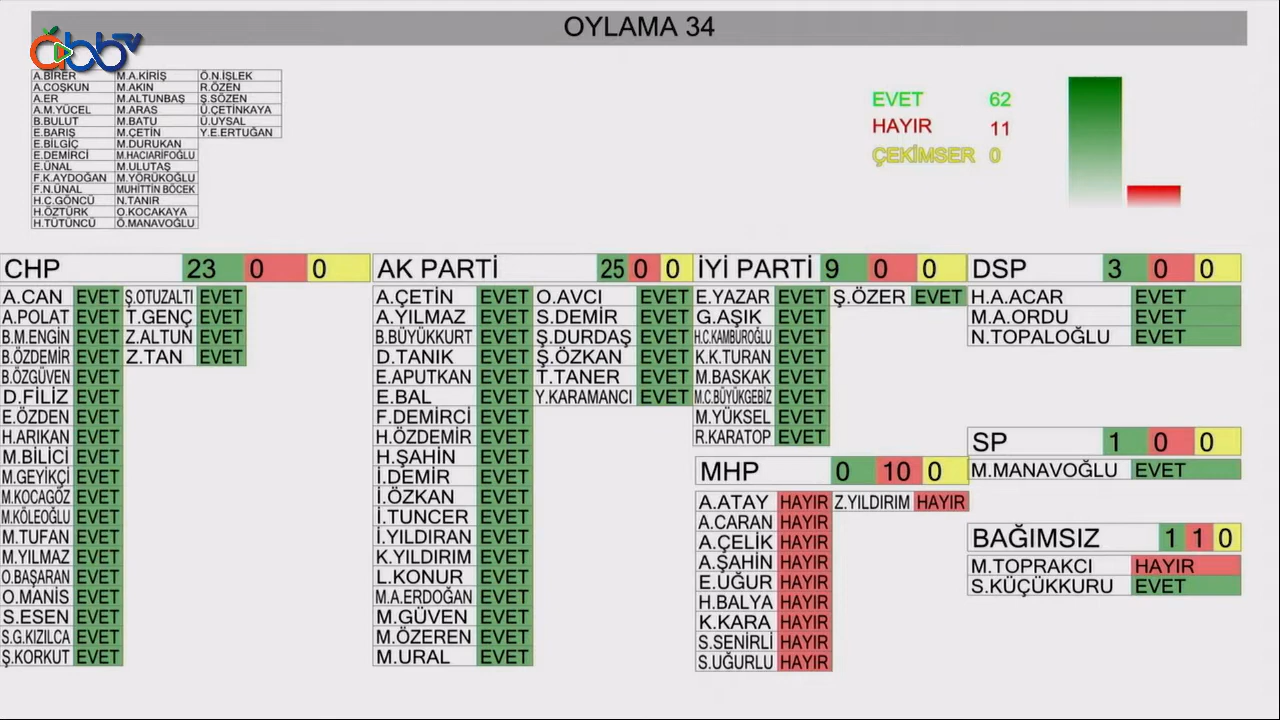 OYLAMA 34
abb TV
A.BİRER M.A.KİRİŞ Ö.N.İŞLEK
A.COŞKUN M.AKIN R.ÖZEN
A.ER M.ALTUNBAŞ Ş.SÖZEN
A.M.YÜCEL M.ARAS Ü.ÇETİNKAYA
B.BULUT M.BATU Ü.UYSAL
E.BARIŞ M.ÇETİN Y.E.ERTUĞAN
E.BİLGİÇ M.DURUKAN
E.DEMİRCİ M.HACIARİFOĞLU
E.ÜNAL M.ULUTAŞ
F.K.AYDOĞAN M.YÖRÜKOĞLU
F.N.ÜNAL MUHİTTİN BÖCEK
H.C.GÖNCÜ N.TANIR
H.ÖZTÜRK O.KOCAKAYA
H.TÜTÜNCÜ Ö.MANAVOĞLU
EVET 62
HAYIR 11
ÇEKİMSER 0
CHP 23 0 0
A.CAN EVET Ş.OTUZALTI EVET
A.POLAT EVET T.GENÇ EVET
B.M.ENGİN EVET Z.ALTUN EVET
B.ÖZDEMİR EVET Z.TAN EVET
B.ÖZGÜVEN EVET
D.FİLİZ EVET
E.ÖZDEN EVET
H.ARIKAN EVET
M.BİLİCİ EVET
M.GEYİKÇİ EVET
M.KOCAGÖZ EVET
M.KÖLEOĞLU EVET
M.TUFAN EVET
M.YILMAZ EVET
O.BAŞARAN EVET
O.MANİS EVET
S.ESEN EVET
S.G.KIZILCA EVET
Ş.KORKUT EVET
AK PARTİ 25 0 0
A.ÇETİN EVET O.AVCI EVET
A.YILMAZ EVET S.DEMİR EVET
B.BÜYÜKKURT EVET Ş.DURDAŞ EVET
D.TANIK EVET Ş.ÖZKAN EVET
E.APUTKAN EVET T.TANER EVET
E.BAL EVET Y.KARAMANCI EVET
F.DEMİRCİ EVET
H.ÖZDEMİR EVET
H.ŞAHİN EVET
İ.DEMİR EVET
İ.ÖZKAN EVET
İ.TUNCER EVET
İ.YILDIRAN EVET
K.YILDIRIM EVET
L.KONUR EVET
M.A.ERDOĞAN EVET
M.GÜVEN EVET
M.ÖZEREN EVET
M.URAL EVET
İYİ PARTİ 9 0 0
E.YAZAR EVET Ş.ÖZER EVET
G.AŞIK EVET
H.C.KAMBUROĞLU EVET
K.K.TURAN EVET
M.BAŞKAK EVET
M.C.BÜYÜKGEBİZ EVET
M.YÜKSEL EVET
R.KARATOP EVET
MHP 0 10 0
A.ATAY HAYIR Z.YILDIRIM HAYIR
A.CARAN HAYIR
A.ÇELİK HAYIR
A.ŞAHİN HAYIR
E.UĞUR HAYIR
H.BALYA HAYIR
K.KARA HAYIR
S.SENİRLİ HAYIR
S.UĞURLU HAYIR
DSP 3 0 0
H.A.ACAR EVET
M.A.ORDU EVET
N.TOPALOĞLU EVET
SP 1 0 0
M.MANAVOĞLU EVET
BAĞIMSIZ 1 1 0
M.TOPRAKCI HAYIR
S.KÜÇÜKKURU EVET